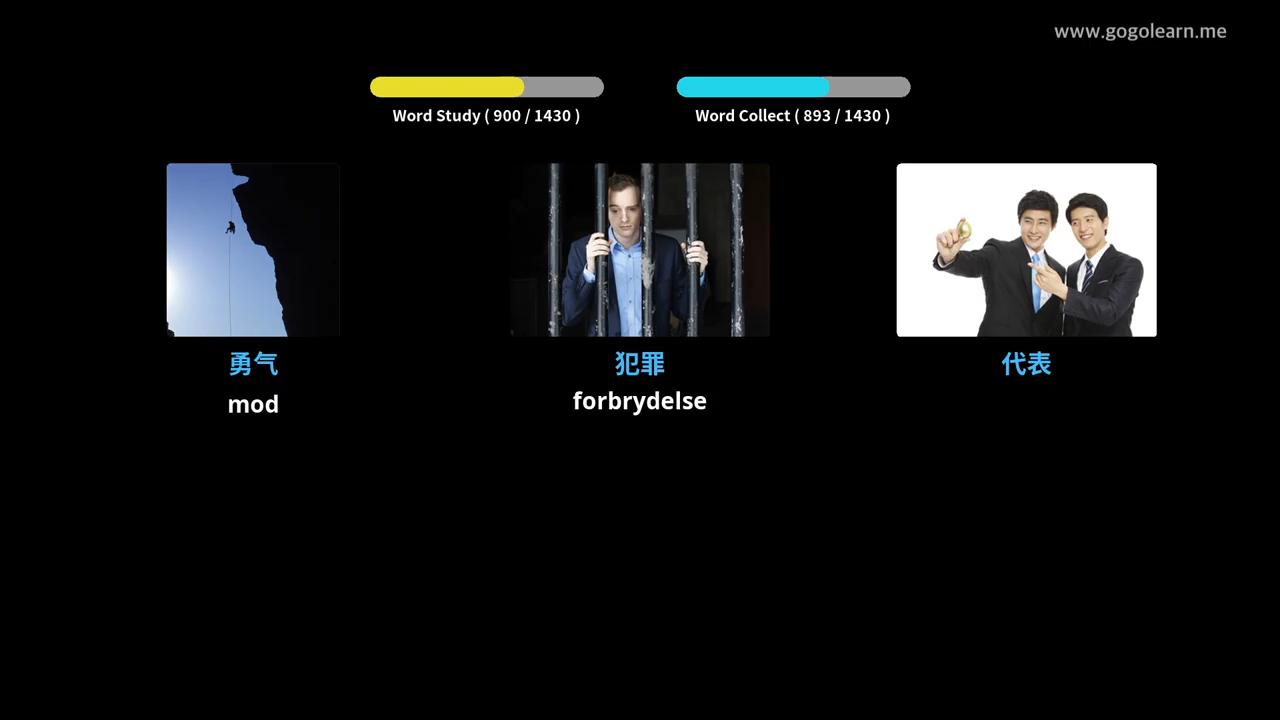 www.gogolearn.me
Word Study ( 900 / 1430 )
Word Collect ( 893 / 1430 )
勇气
mod
犯罪
forbrydelse
代表